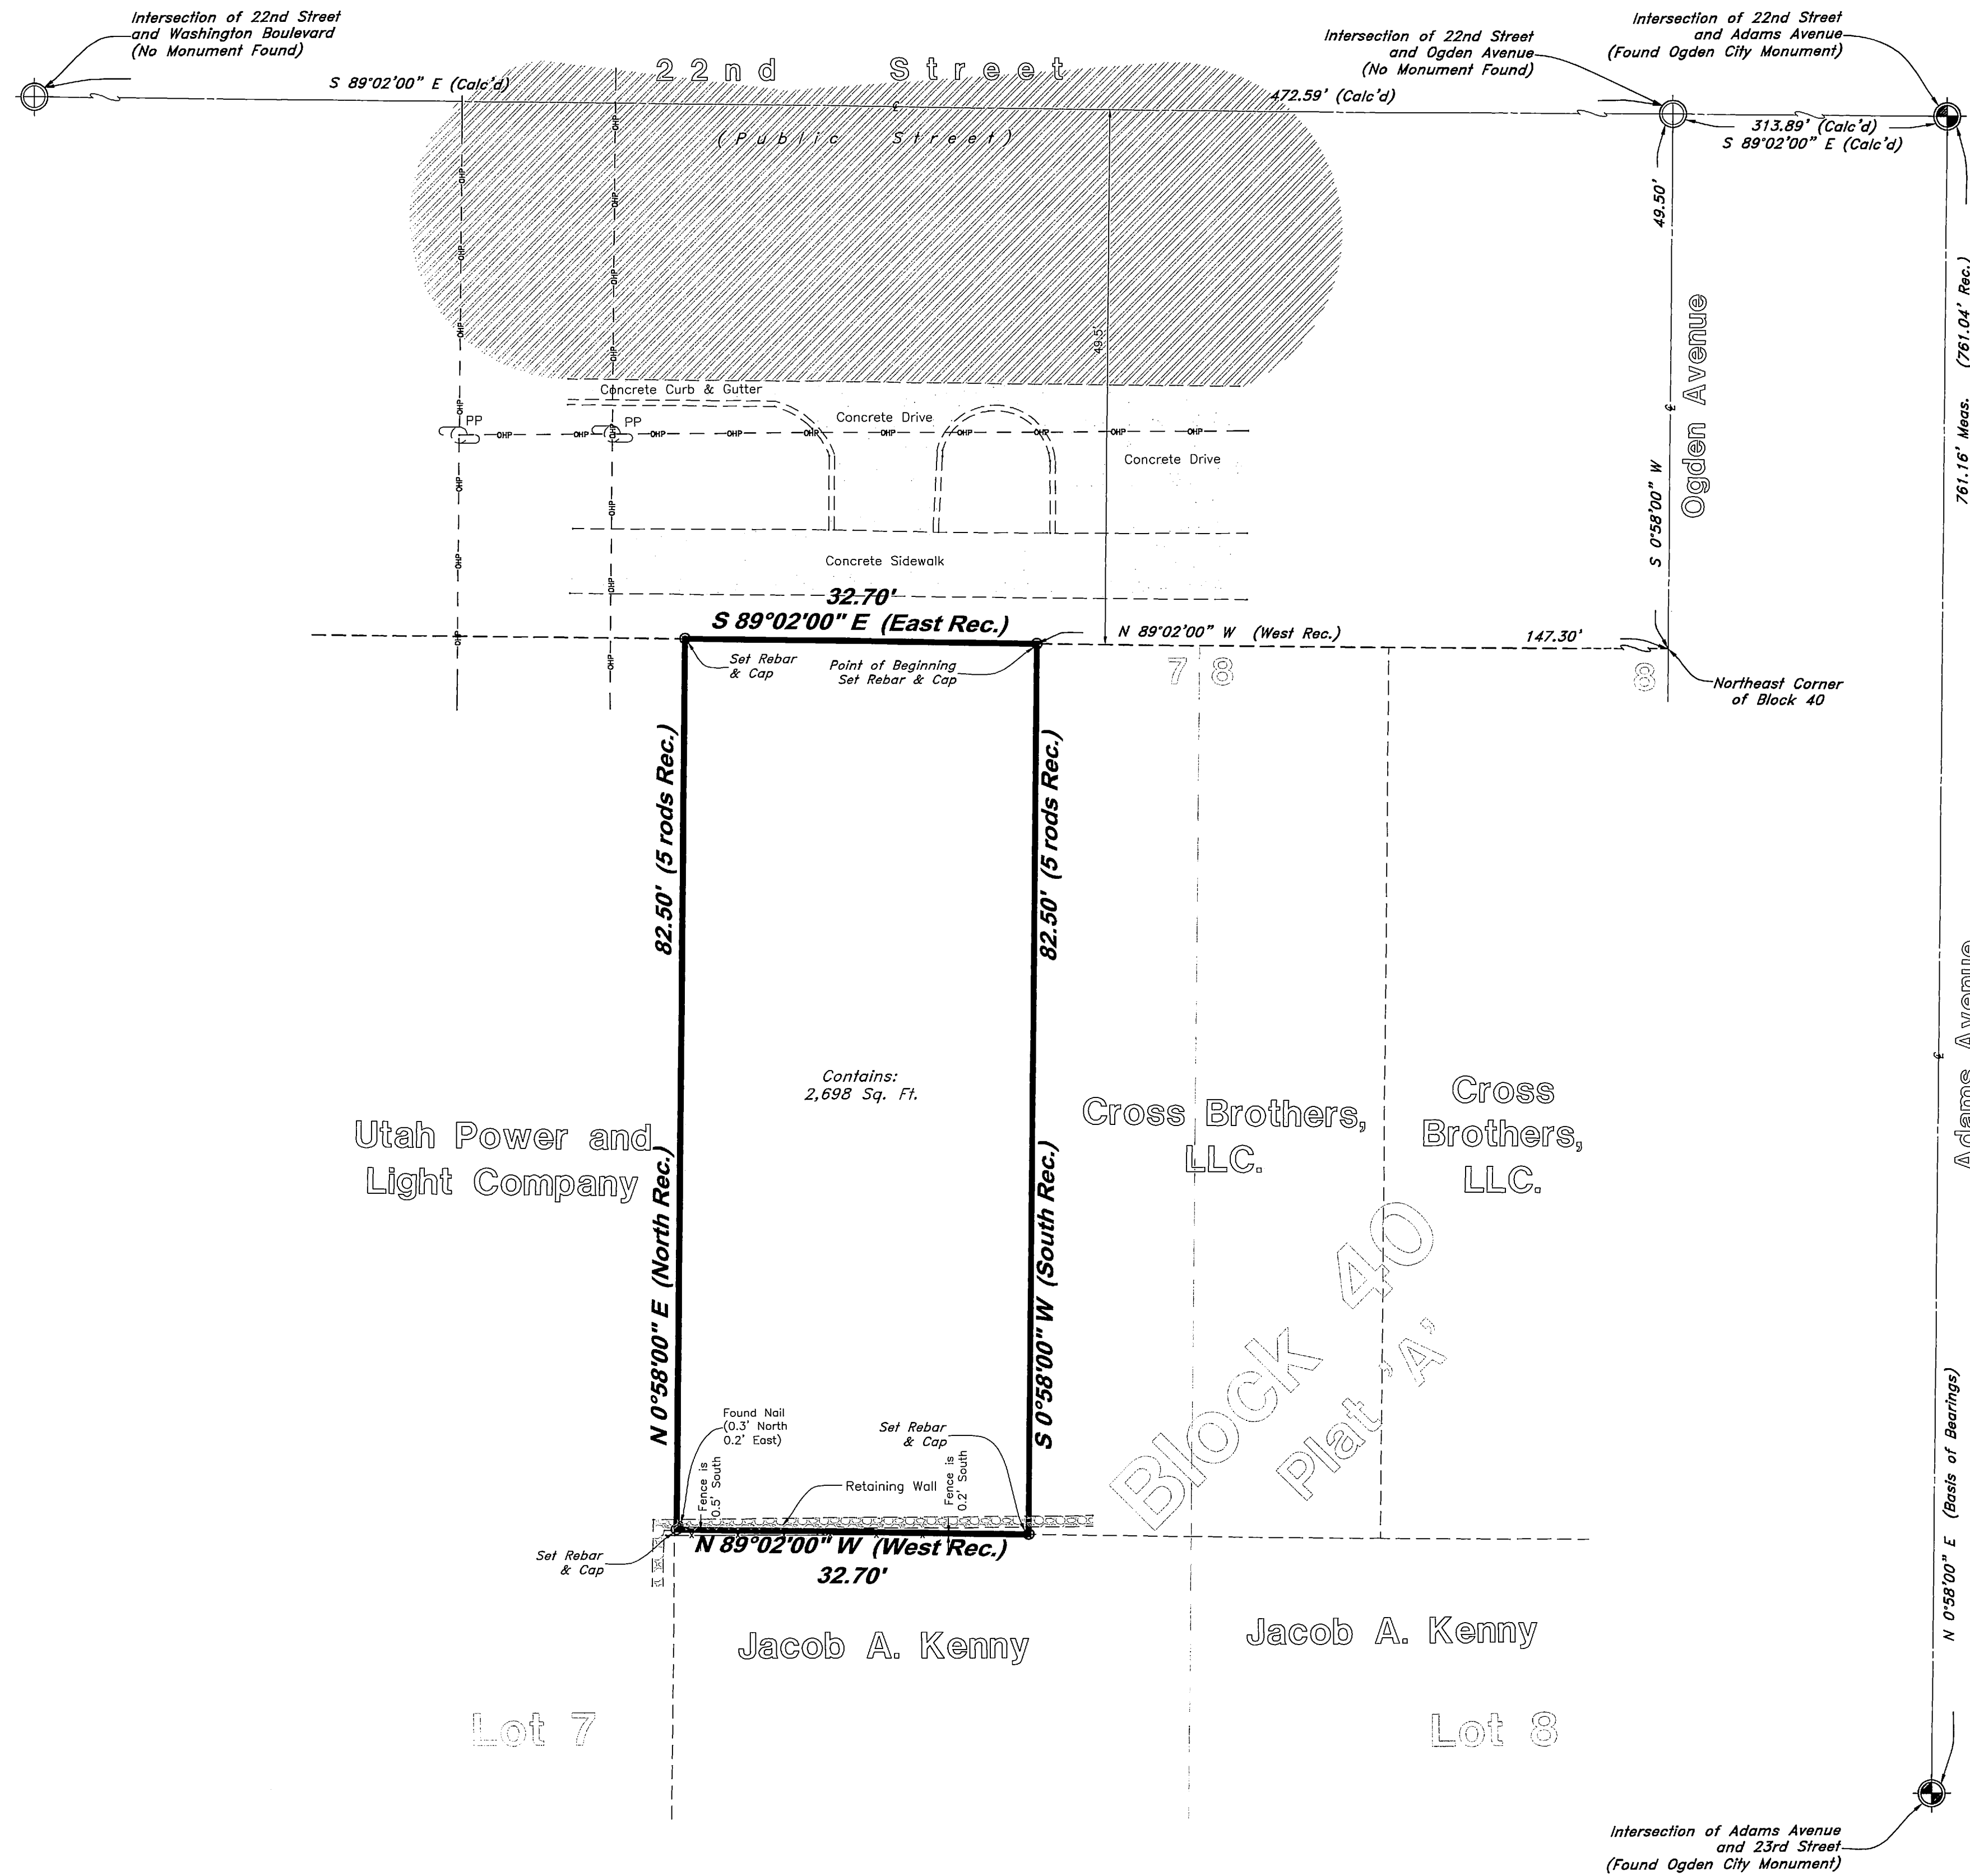 Intersection of 22nd Street
and Washington Boulevard
(No Monument Found)
Intersection of 22nd Street
and Ogden Avenue
(No Monument Found)
Intersection of 22nd Street
and Adams Avenue
(Found Ogden City Monument)
22nd Street
S 89°02'00" E (Calc'd)
472.59' (Calc'd)
(Public Street)
313.89' (Calc'd)
S 89°02'00" E (Calc'd)
49.50'
S 0°58'00" W
Ogden Avenue
761.16' Meas. (761.04' Rec.)
49.5'
Concrete Curb & Gutter
PP
PP
Concrete Drive
Concrete Drive
OHP
Concrete Sidewalk
32.70'
S 89°02'00" E (East Rec.)
N 89°02'00" W (West Rec.)
147.30'
Set Rebar
& Cap
Point of Beginning
Set Rebar & Cap
7
8
8
Northeast Corner
of Block 40
82.50' (5 rods Rec.)
82.50' (5 rods Rec.)
Adams Avenue
Contains:
2,698 Sq. Ft.
Utah Power and
Light Company
Cross Brothers,
LLC.
Cross
Brothers,
LLC.
N 0°58'00" E (North Rec.)
S 0°58'00" W (South Rec.)
Block 40
Plat 'A'
N 0°58'00" E (Basis of Bearings)
Found Nail
(0.3' North
0.2' East)
Set Rebar
& Cap
Fence is
0.5' South
Retaining Wall
Fence is
0.2' South
Set Rebar
& Cap
N 89°02'00" W (West Rec.)
32.70'
Jacob A. Kenny
Jacob A. Kenny
Lot 7
Lot 8
Intersection of Adams Avenue
and 23rd Street
(Found Ogden City Monument)